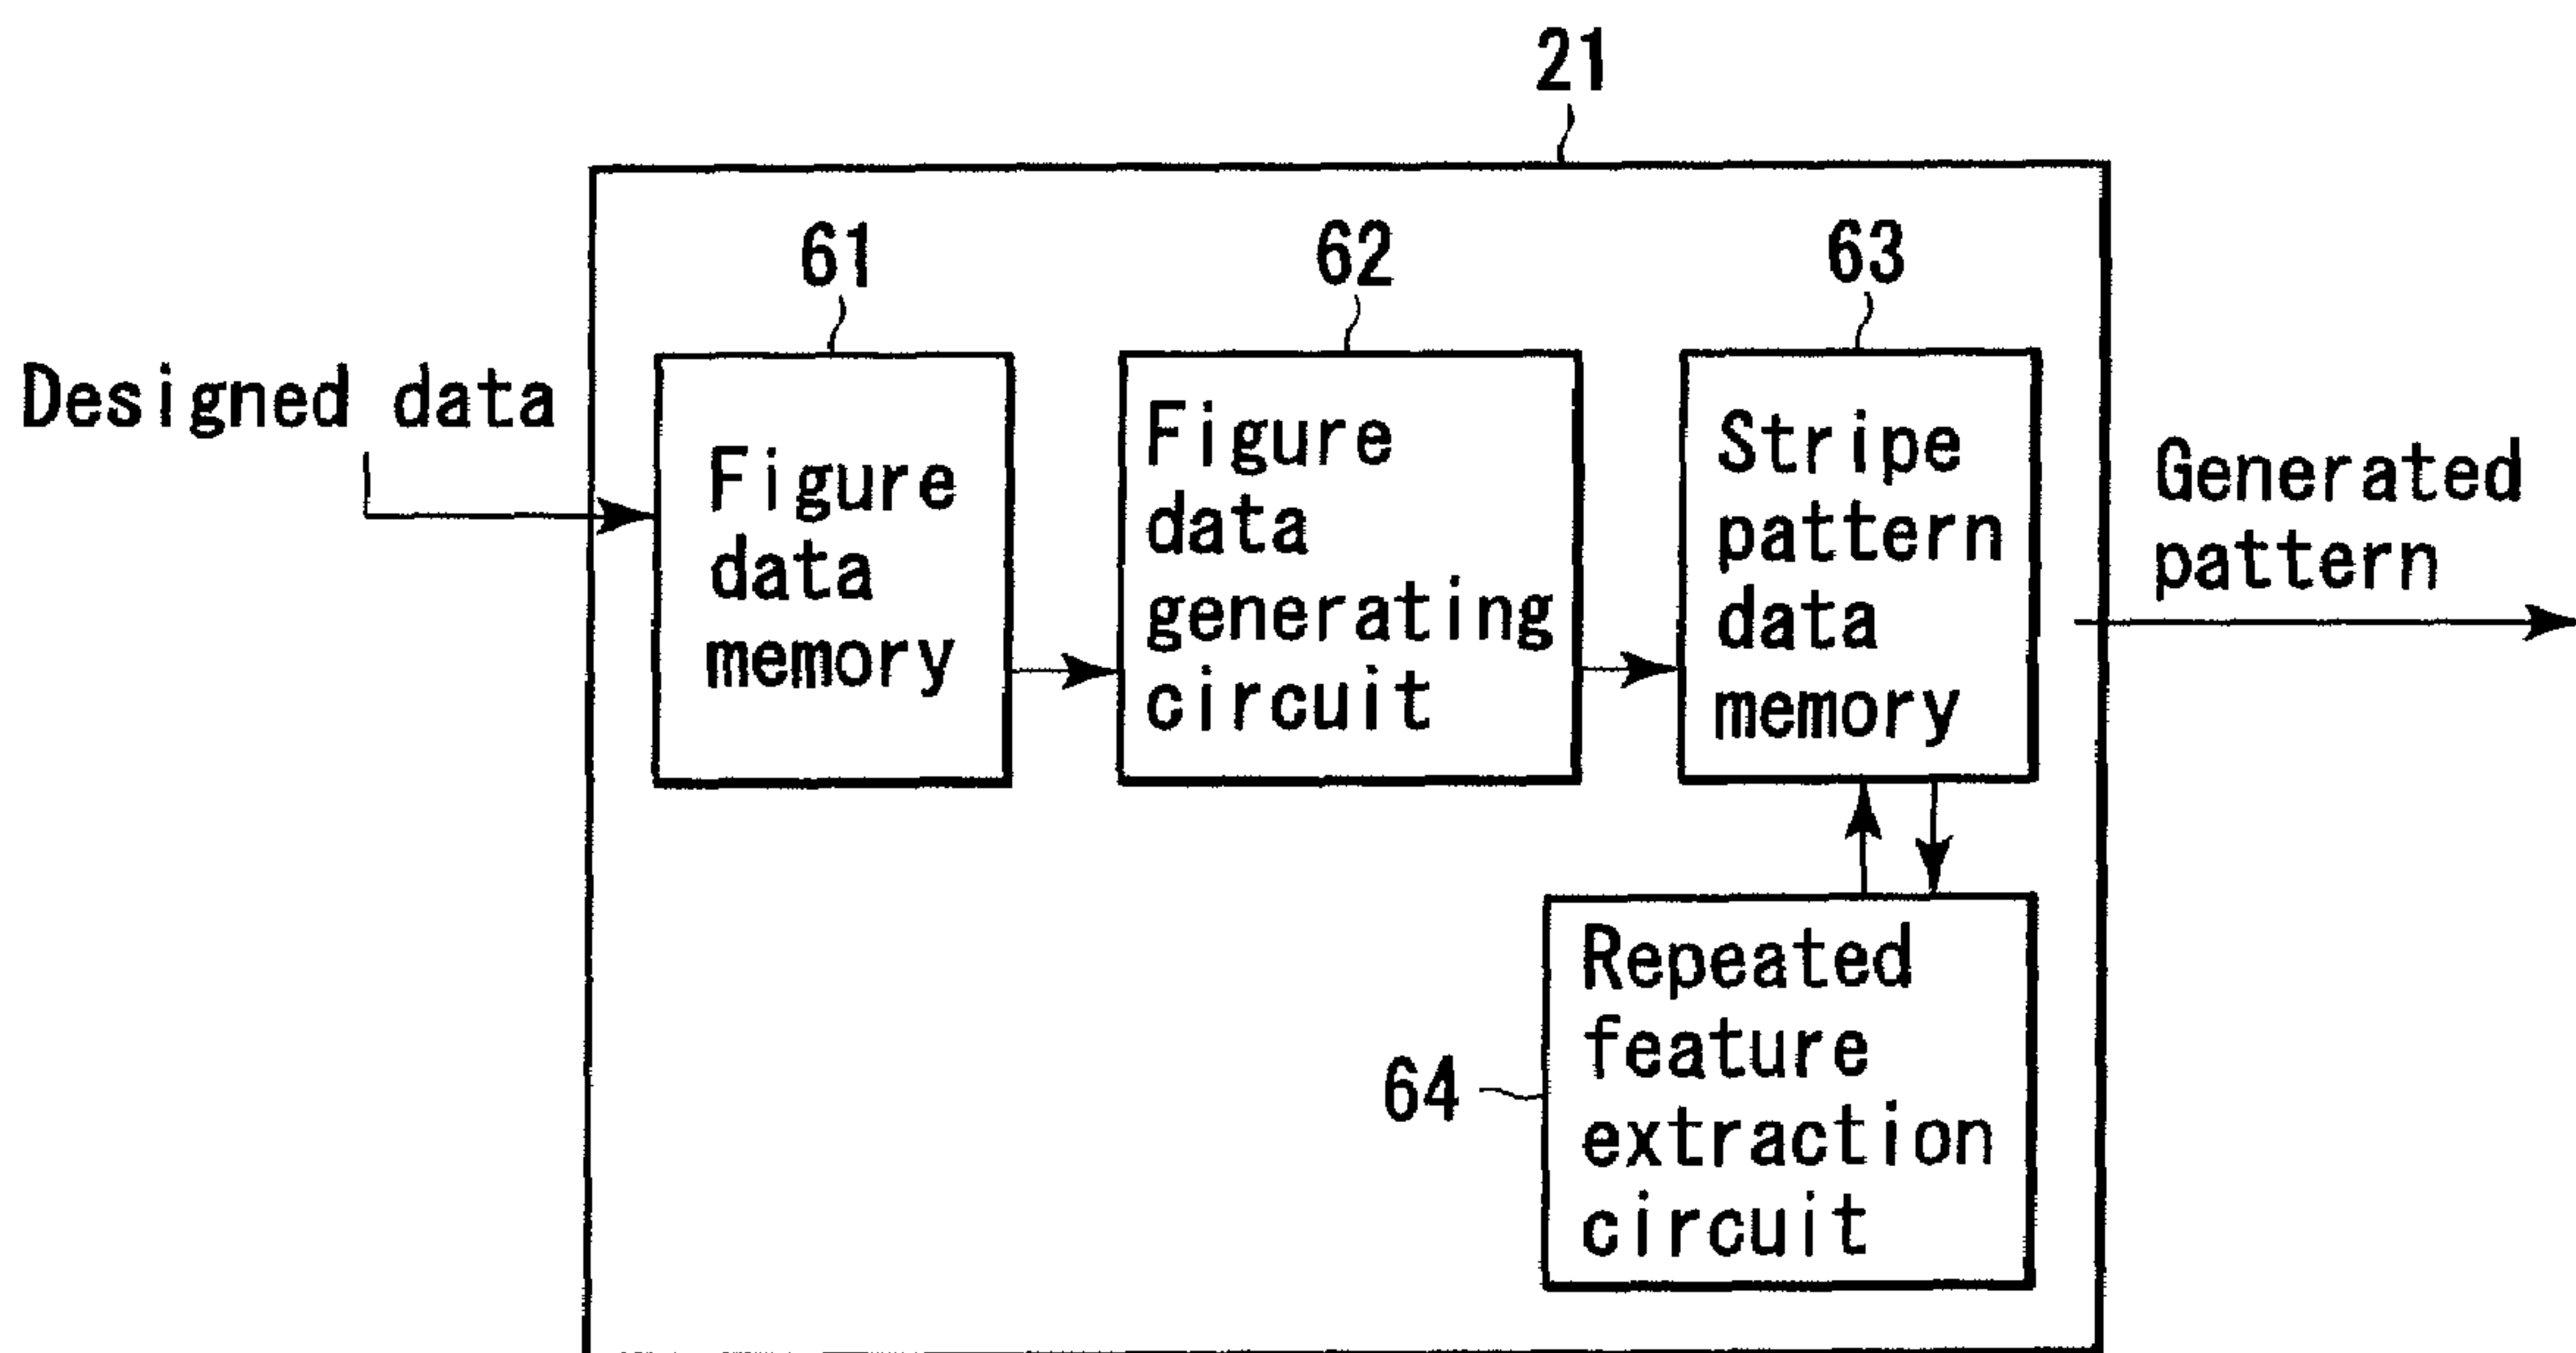 21
61
62
63
Designed data
Figure
data
memory
Figure
data
generating
circuit
Stripe
pattern
data
memory
Generated
pattern
64
Repeated
feature
extraction
circuit